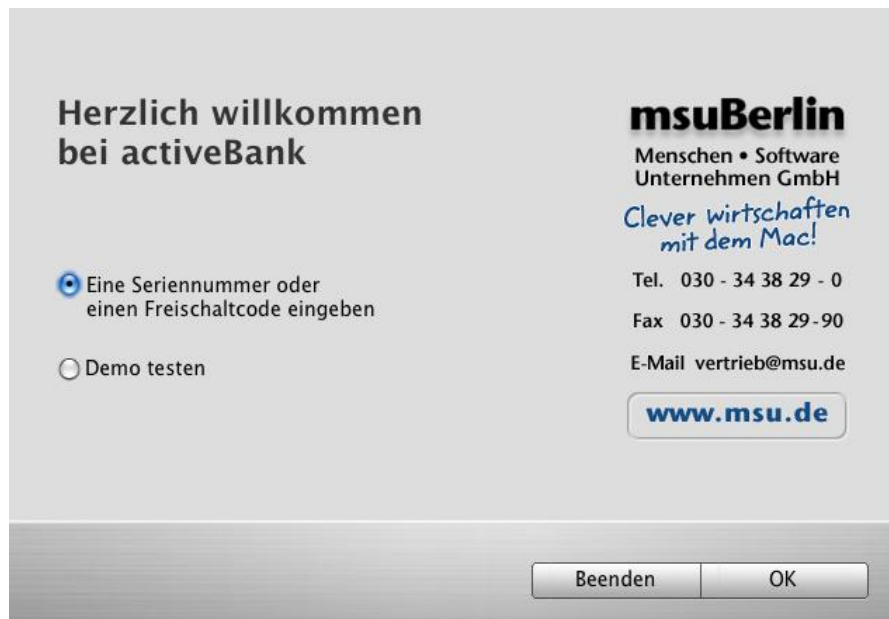 Herzlich willkommen
bei activeBank
Eine Seriennummer oder
einen Freischaltcode eingeben
Demo testen
msuBerlin
Menschen • Software
Unternehmen GmbH
Clever wirtschaften
mit dem Mac!
Tel. 030 - 34 38 29 - 0
Fax 030 - 34 38 29-90
E-Mail vertrieb@msu.de
www.msu.de
Beenden
OK